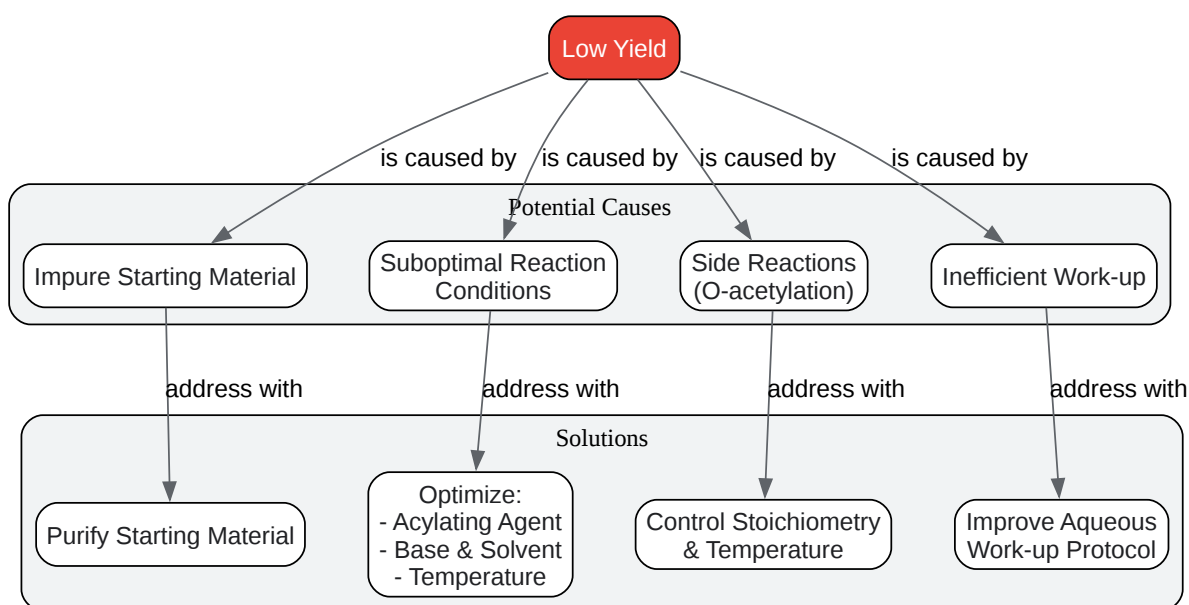 Low Yield
is caused by
is caused by
is caused by
is caused by
Potential Causes
Impure Starting Material
Suboptimal Reaction
Conditions
Side Reactions
(O-acetylation)
Inefficient Work-up
address with
address with
address with
address with
Solutions
Purify Starting Material
Optimize:
- Acylating Agent
- Base & Solvent
- Temperature
Control Stoichiometry
& Temperature
Improve Aqueous
Work-up Protocol